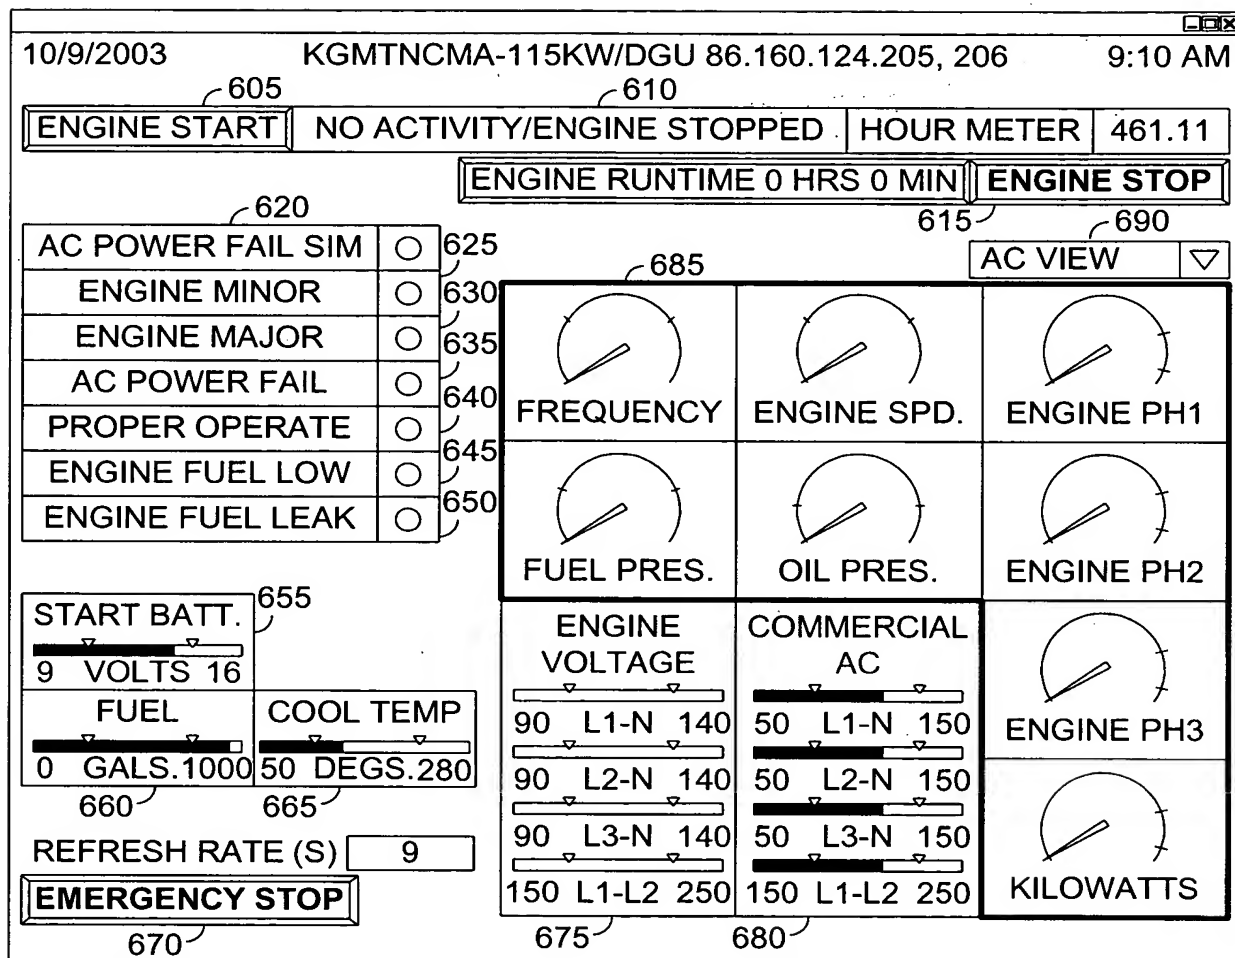 10/9/2003 KGMTNCMA-115KW/DGU 86.160.124.205, 206 9:10 AM
605 610
ENGINE START NO ACTIVITY/ENGINE STOPPED HOUR METER 461.11
ENGINE RUNTIME 0 HRS 0 MIN ENGINE STOP
615 690
AC VIEW
620
AC POWER FAIL SIM 625
ENGINE MINOR 630
ENGINE MAJOR 635
AC POWER FAIL 640
PROPER OPERATE 645
ENGINE FUEL LOW 650
ENGINE FUEL LEAK
685
FREQUENCY ENGINE SPD. ENGINE PH1
FUEL PRES. OIL PRES. ENGINE PH2
ENGINE PH3
KILOWATTS
START BATT. 655
9 VOLTS 16
FUEL
0 GALS. 1000
660
COOL TEMP
50 DEGS. 280
665
ENGINE
VOLTAGE
90 L1-N 140
90 L2-N 140
90 L3-N 140
150 L1-L2 250
675
COMMERCIAL
AC
50 L1-N 150
50 L2-N 150
50 L3-N 150
150 L1-L2 250
680
REFRESH RATE (S) 9
EMERGENCY STOP
670